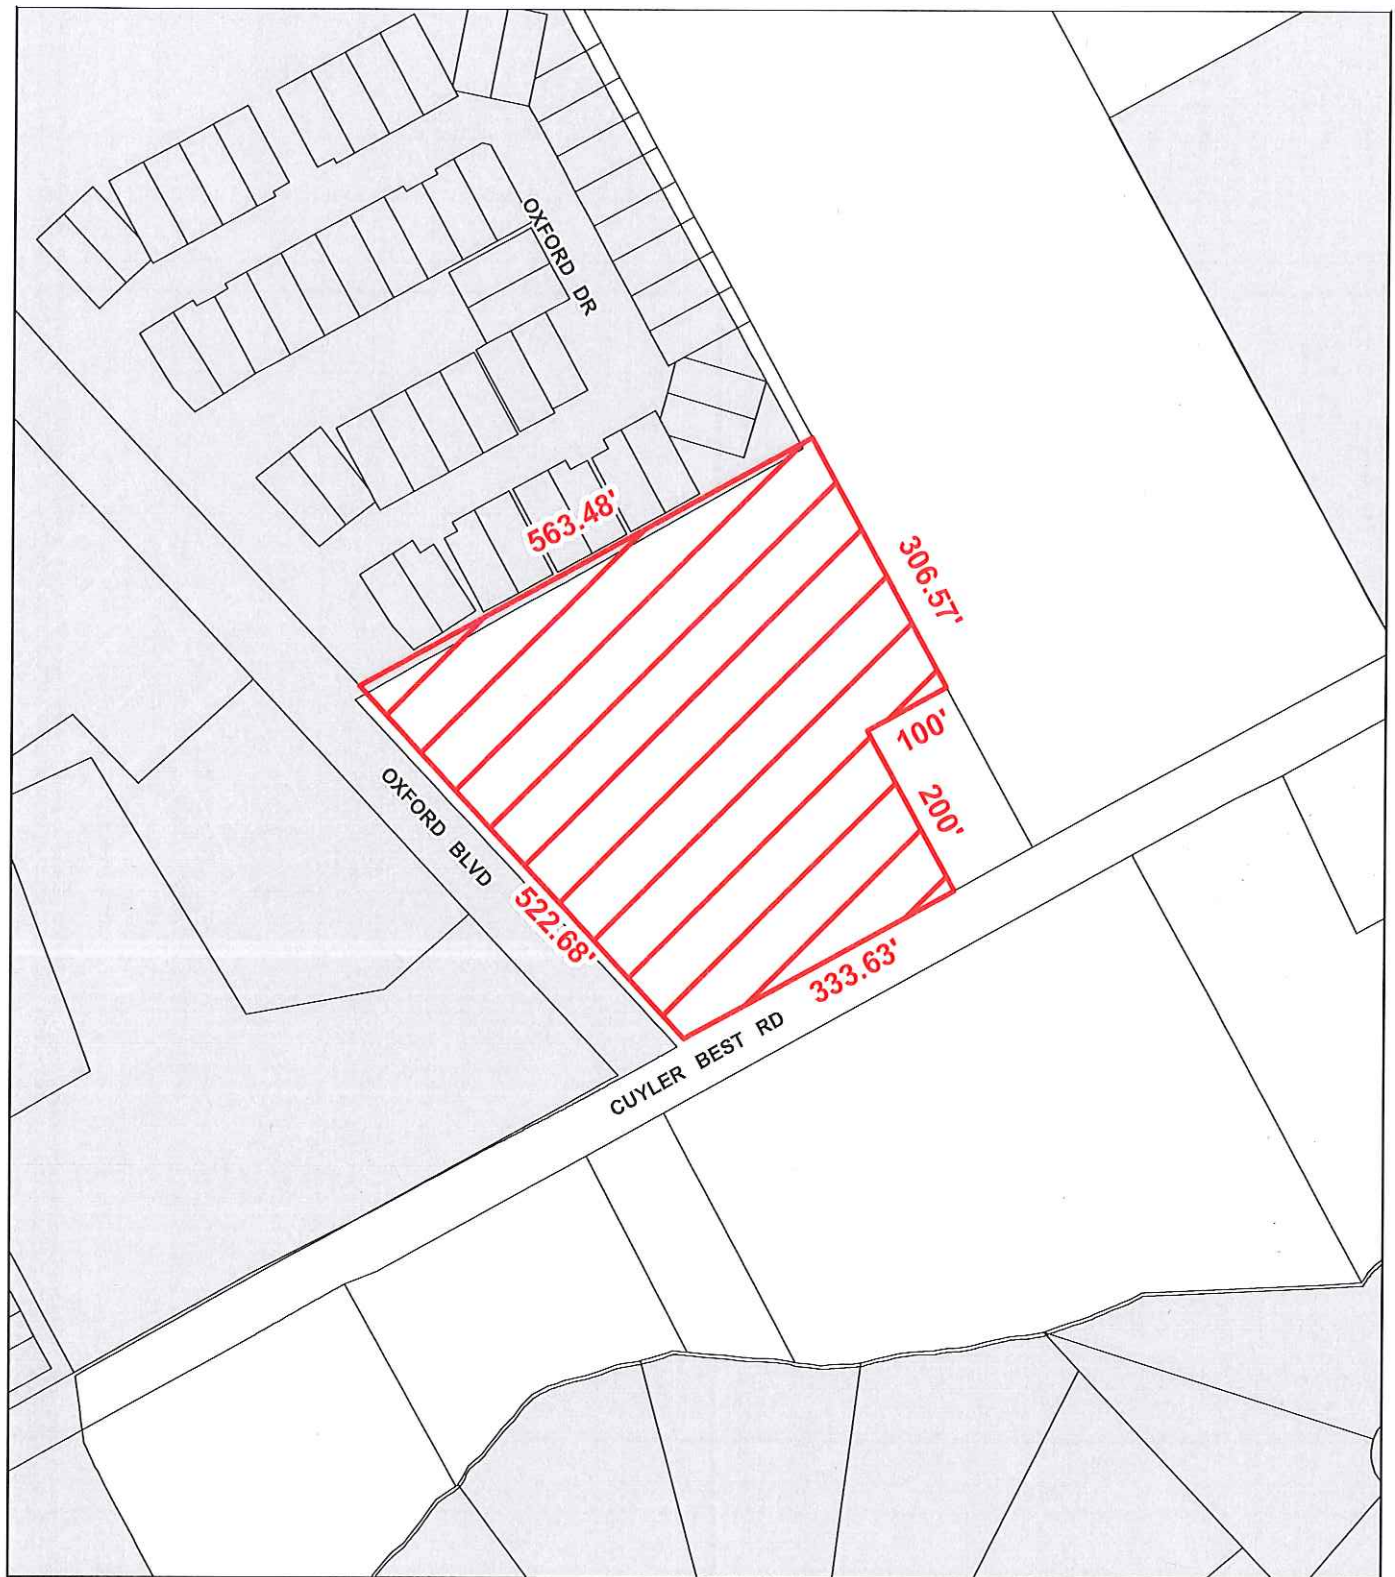 OXFORD DR
563.48'
306.57'
100'
200'
OXFORD BLVD
522.68'
333.63'
CUYLER BEST RD